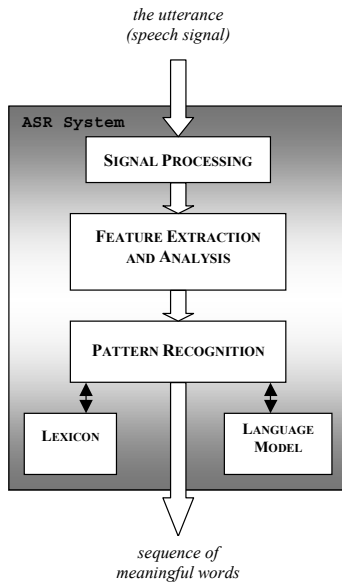 the utterance
(speech signal)
ASR System
SIGNAL PROCESSING
FEATURE EXTRACTION
AND ANALYSIS
PATTERN RECOGNITION
LEXICON
LANGUAGE
MODEL
sequence of
meaningful words